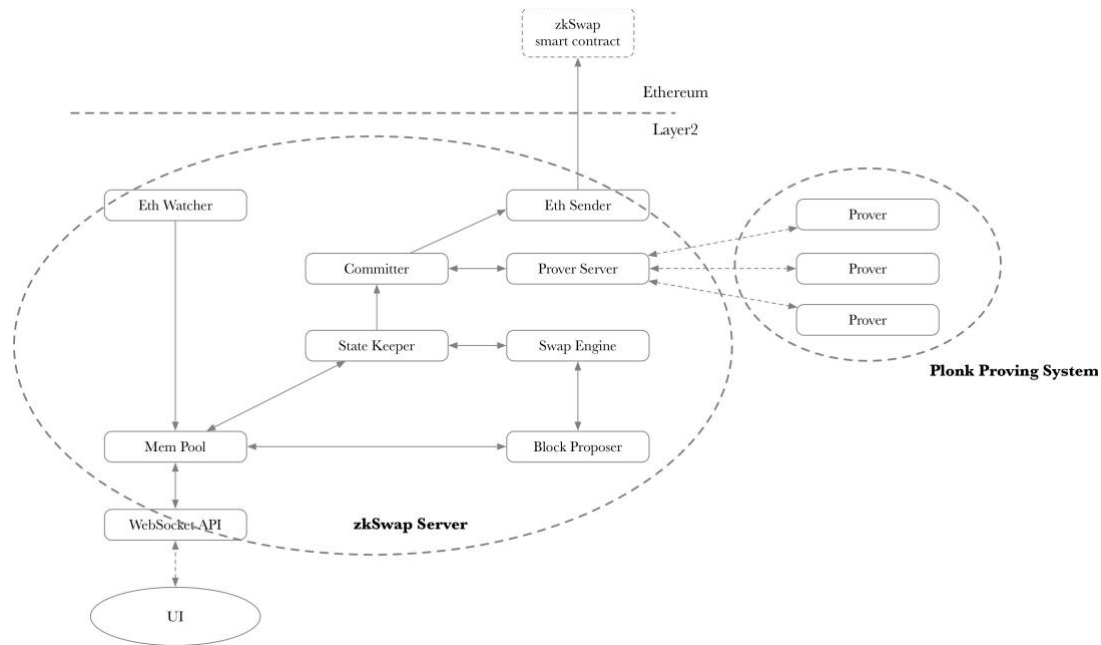 zkSwap
smart contract
Ethereum
Layer2
Eth Watcher
Eth Sender
Prover
Committer
Prover Server
Prover
Prover
State Keeper
Swap Engine
Plonk Proving System
Mem Pool
Block Proposer
WebSocket API
zkSwap Server
UI